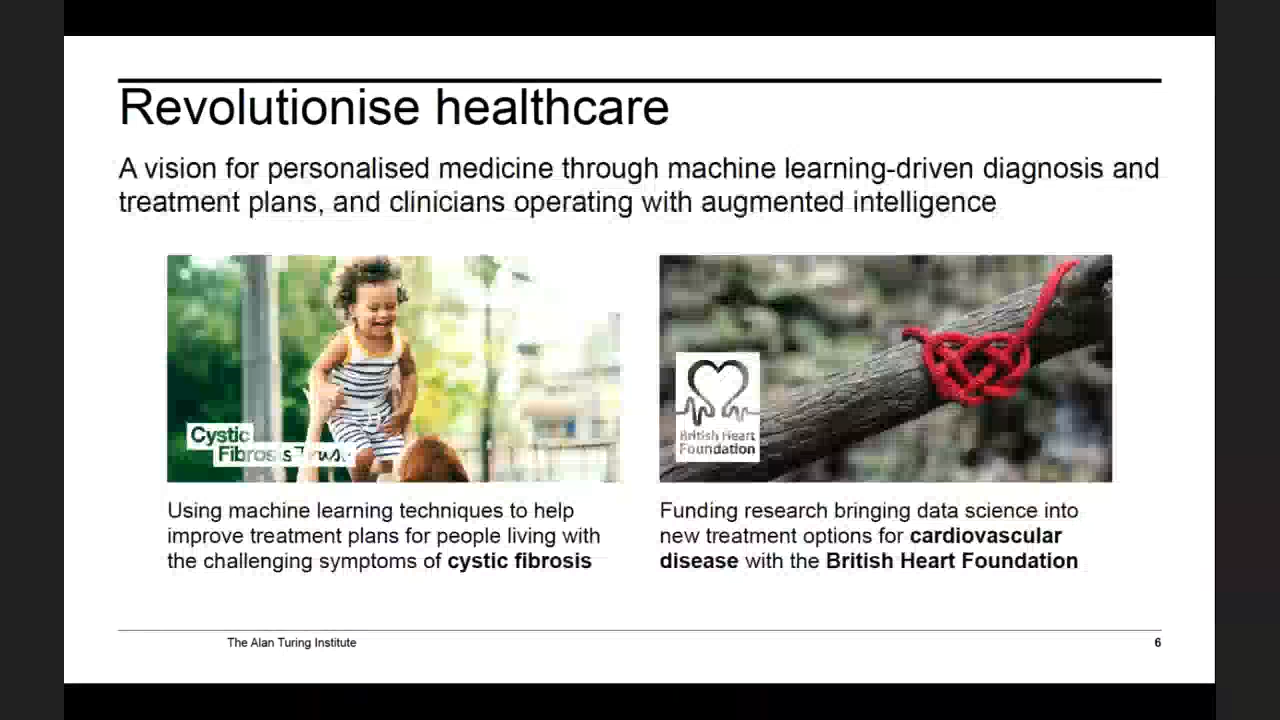 Revolutionise healthcare
A vision for personalised medicine through machine learning-driven diagnosis and
treatment plans, and clinicians operating with augmented intelligence
Cystic
Fibrosis Trust
British Heart
Foundation
Using machine learning techniques to help
improve treatment plans for people living with
the challenging symptoms of cystic fibrosis
Funding research bringing data science into
new treatment options for cardiovascular
disease with the British Heart Foundation
The Alan Turing Institute
6